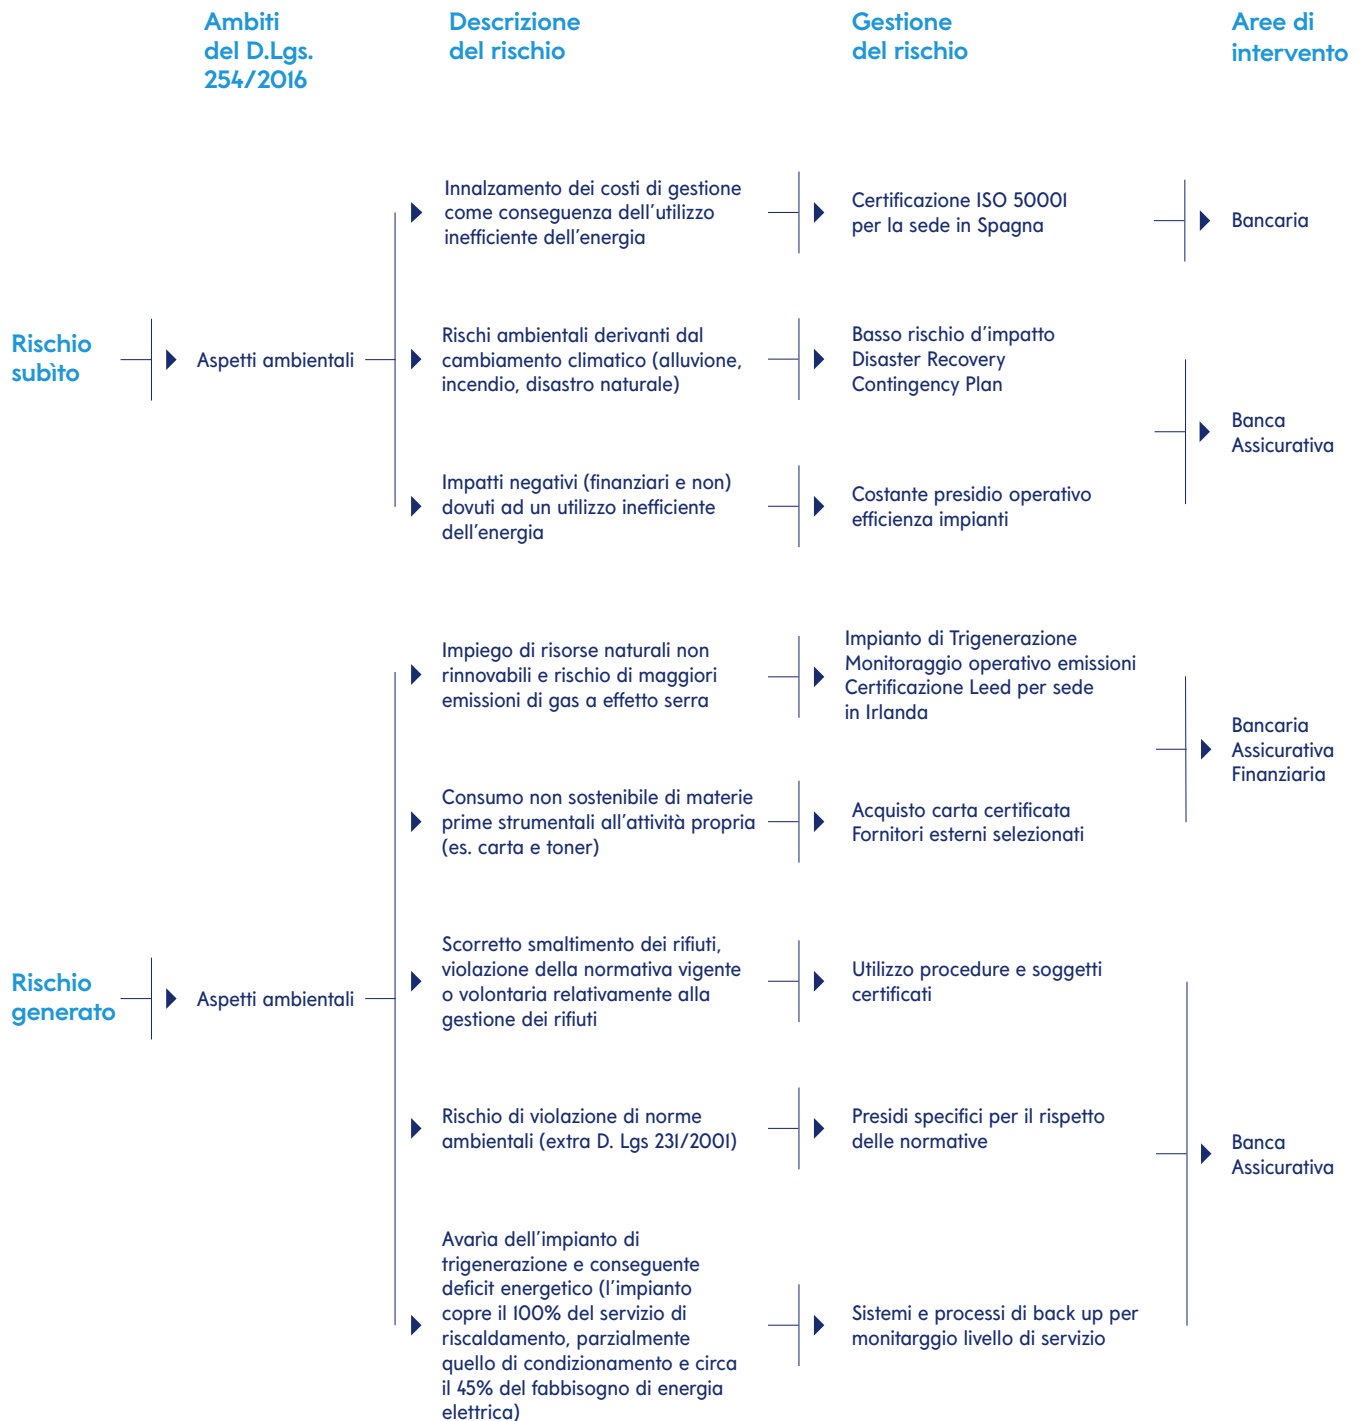 Ambiti
del D.Lgs.
254/2016
Descrizione
del rischio
Gestione
del rischio
Aree di
intervento
Rischio
subìto
Aspetti ambientali
Innalzamento dei costi di gestione
come conseguenza dell'utilizzo
inefficiente dell'energia
Certificazione ISO 50001
per la sede in Spagna
Bancaria
Rischi ambientali derivanti dal
cambiamento climatico (alluvione,
incendio, disastro naturale)
Basso rischio d'impatto
Disaster Recovery
Contingency Plan
Impatti negativi (finanziari e non)
dovuti ad un utilizzo inefficiente
dell'energia
Costante presidio operativo
efficienza impianti
Banca
Assicurativa
Rischio
generato
Aspetti ambientali
Impiego di risorse naturali non
rinnovabili e rischio di maggiori
emissioni di gas a effetto serra
Impianto di Trigenerazione
Monitoraggio operativo emissioni
Certificazione Leed per sede
in Irlanda
Consumo non sostenibile di materie
prime strumentali all'attività propria
(es. carta e toner)
Acquisto carta certificata
Fornitori esterni selezionati
Bancaria
Assicurativa
Finanziaria
Scorretto smaltimento dei rifiuti,
violazione della normativa vigente
o volontaria relativamente alla
gestione dei rifiuti
Utilizzo procedure e soggetti
certificati
Rischio di violazione di norme
ambientali (extra D. Lgs 231/2001)
Presidi specifici per il rispetto
delle normative
Avarìa dell'impianto di
trigenerazione e conseguente
deficit energetico (l'impianto
copre il 100% del servizio di
riscaldamento, parzialmente
quello di condizionamento e circa
il 45% del fabbisogno di energia
elettrica)
Sistemi e processi di back up per
monitarggio livello di servizio
Banca
Assicurativa